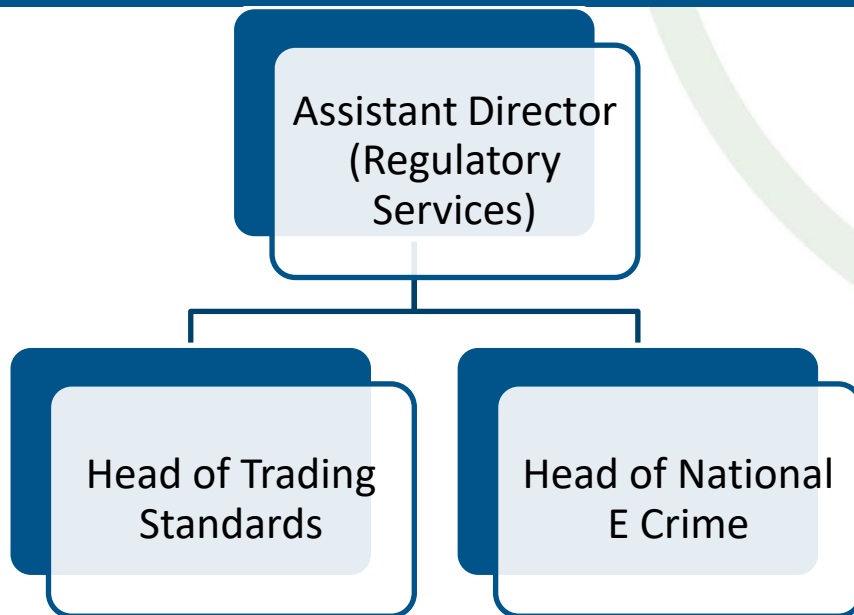 Assistant Director
(Regulatory
Services)
Head of Trading
Standards
Head of National
E Crime